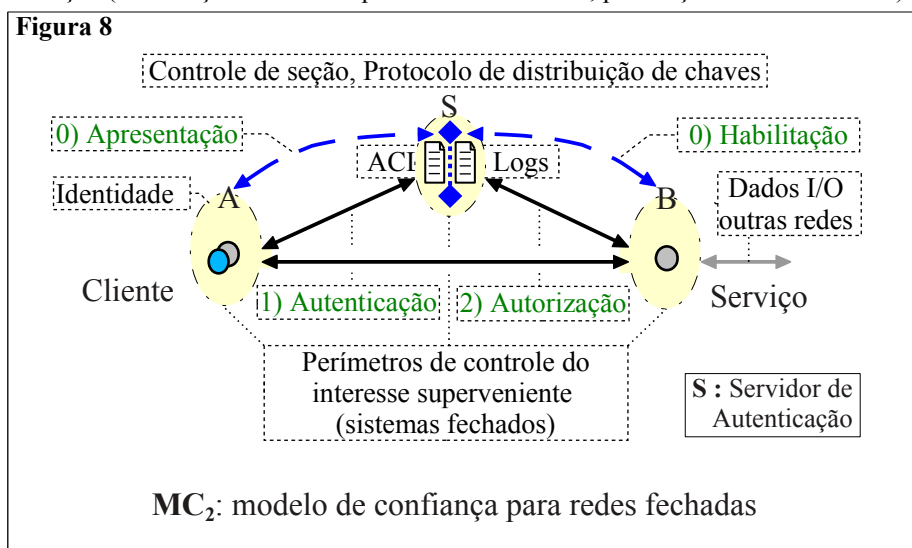 Figura 8
Controle de seção, Protocolo de distribuição de chaves
S
0) Apresentação
0) Habilitação
ACI
Logs
Identidade
A
B
Dados I/O
outras redes
Cliente
1) Autenticação
2) Autorização
Serviço
Perímetros de controle do
interesse superveniente
(sistemas fechados)
S : Servidor de
Autenticação
MC2: modelo de confiança para redes fechadas